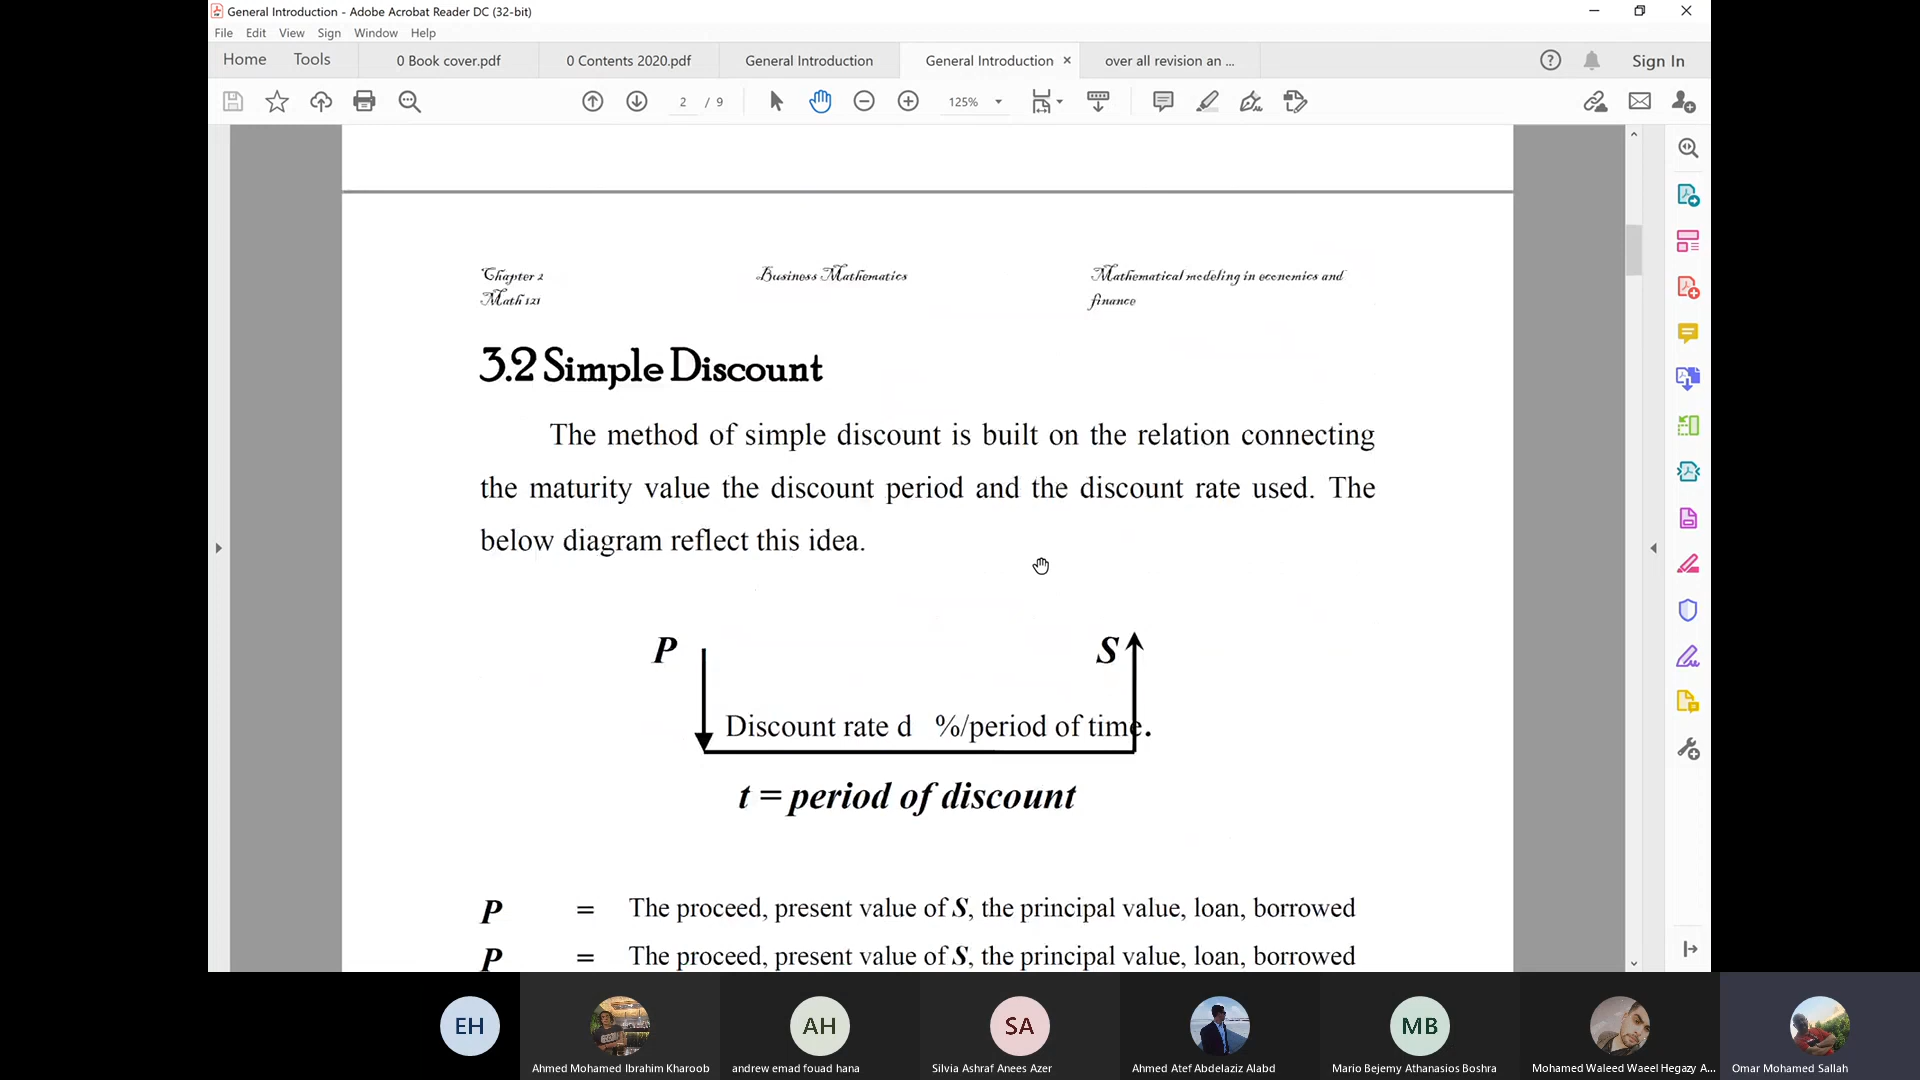 General Introduction - Adobe Acrobat Reader DC (32-bit)
File Edit View Sign Window Help
Home Tools 0 Book cover.pdf 0 Contents 2020.pdf General Introduction General Introduction × over all revision an ... Sign In
2 / 9 125%
Chapter 2 Business Mathematics Mathematical modeling in economics and
Math 121 finance
3.2 Simple Discount
The method of simple discount is built on the relation connecting
the maturity value the discount period and the discount rate used. The
below diagram reflect this idea.
P S
Discount rate d %/period of time.
t = period of discount
P = The proceed, present value of S, the principal value, loan, borrowed
P = The proceed, present value of S, the principal value, loan, borrowed
EH AH SA MB
Ahmed Mohamed Ibrahim Kharoob andrew emad fouad hana Silvia Ashraf Anees Azer Ahmed Atef Abdelaziz Alabd Mario Bejemy Athanasios Boshra Mohamed Waleed Waeel Hegazy A... Omar Mohamed Sallah